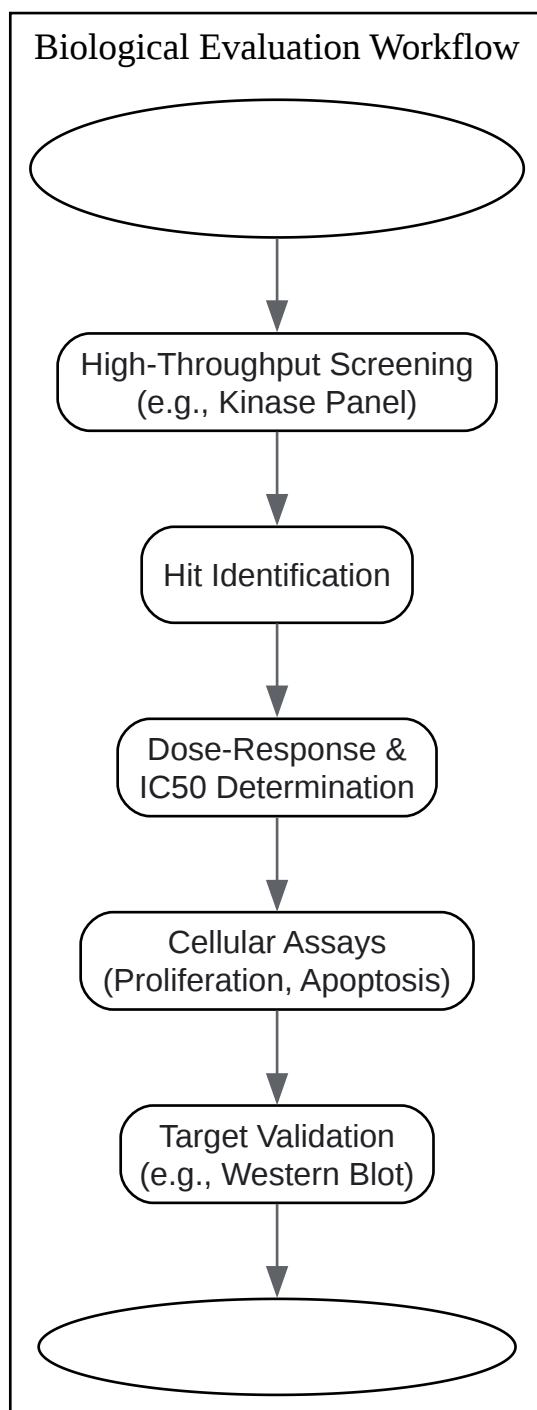 Biological Evaluation Workflow
High-Throughput Screening
(e.g., Kinase Panel)
Hit Identification
Dose-Response &
IC50 Determination
Cellular Assays
(Proliferation, Apoptosis)
Target Validation
(e.g., Western Blot)